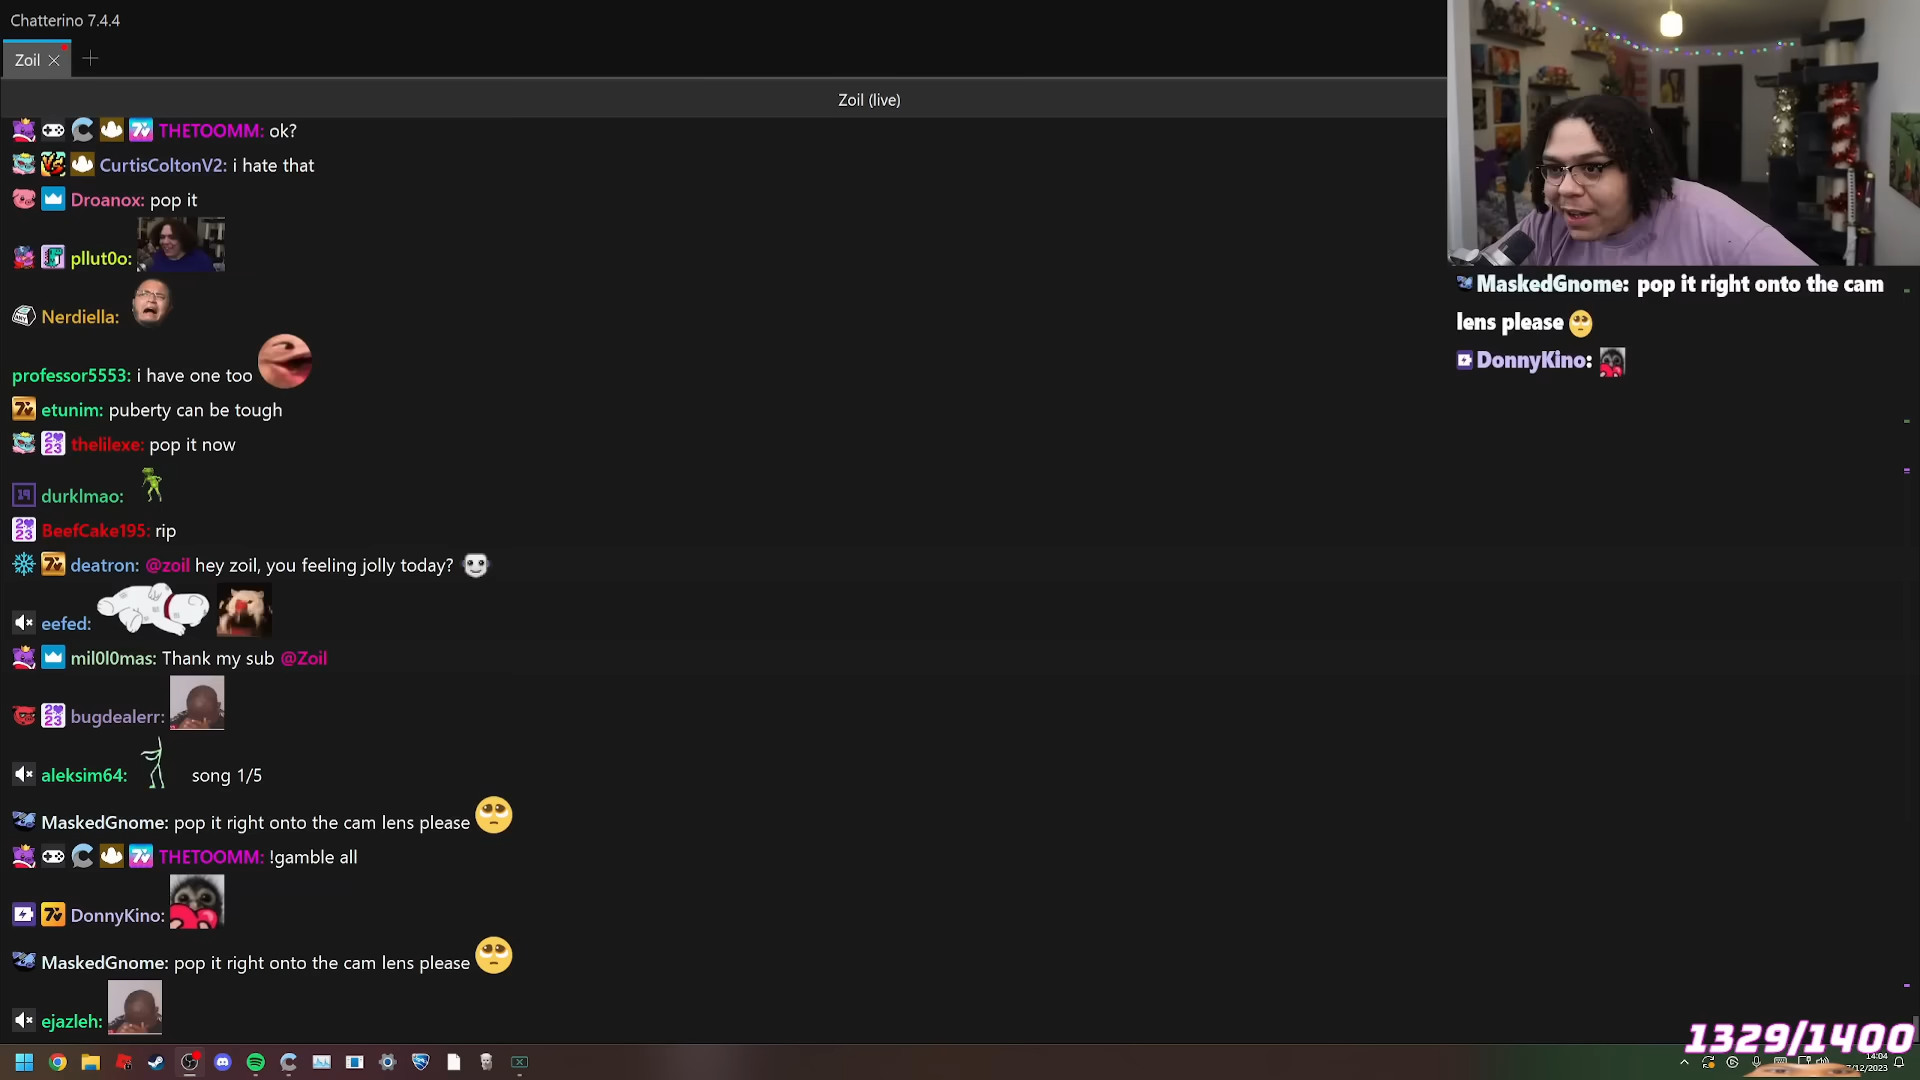 Chatterino 7.4.4
Zoil
Zoil (live)
THETOOMM: ok?
CurtisColtonV2: i hate that
Droanox: pop it
pllut0o:
Nerdiella:
professor5553: i have one too
etunim: puberty can be tough
thelilexe: pop it now
durklmao:
BeefCake195: rip
deatron: @zoil hey zoil, you feeling jolly today?
eefed:
mil0l0mas: Thank my sub @Zoil
bugdealerr:
aleksim64: song 1/5
MaskedGnome: pop it right onto the cam lens please
THETOOMM: !gamble all
DonnyKino:
MaskedGnome: pop it right onto the cam lens please
ejazleh:
MaskedGnome: pop it right onto the cam
lens please
DonnyKino:
1329/1400
14:04